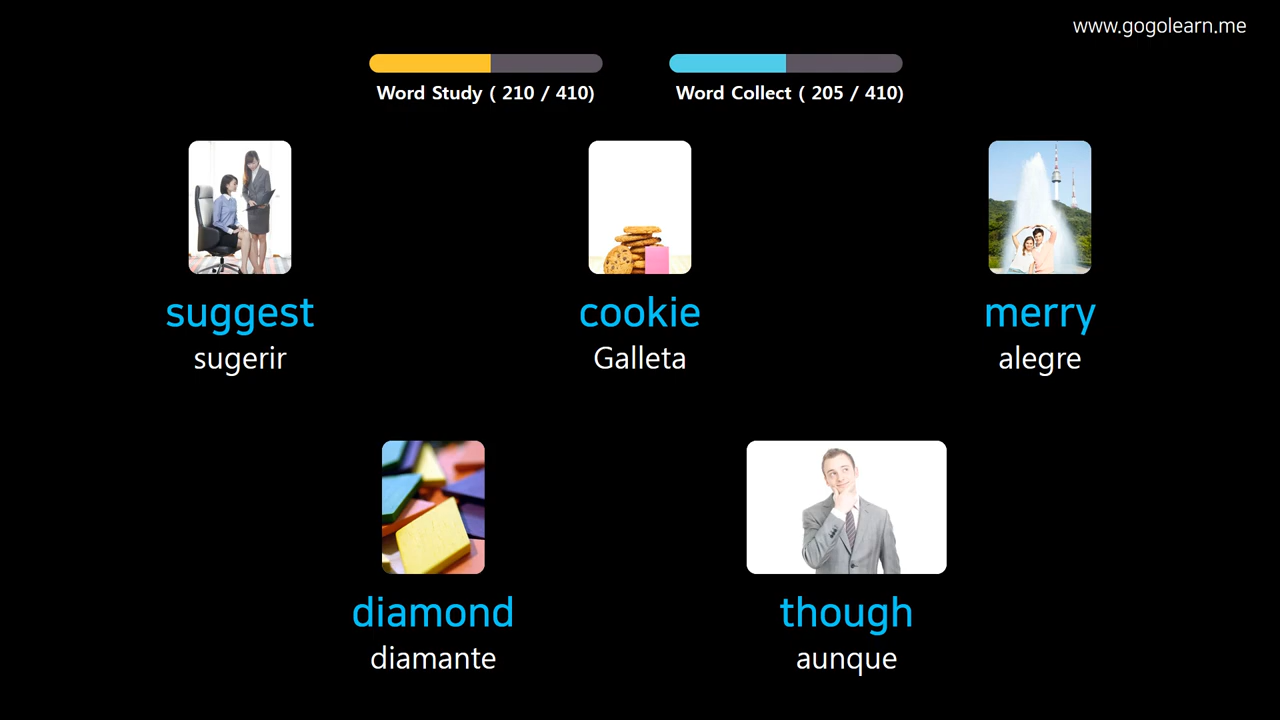 www.gogolearn.me
Word Study ( 210 / 410)
Word Collect ( 205 / 410)
suggest
sugerir
cookie
Galleta
merry
alegre
diamond
diamante
though
aunque